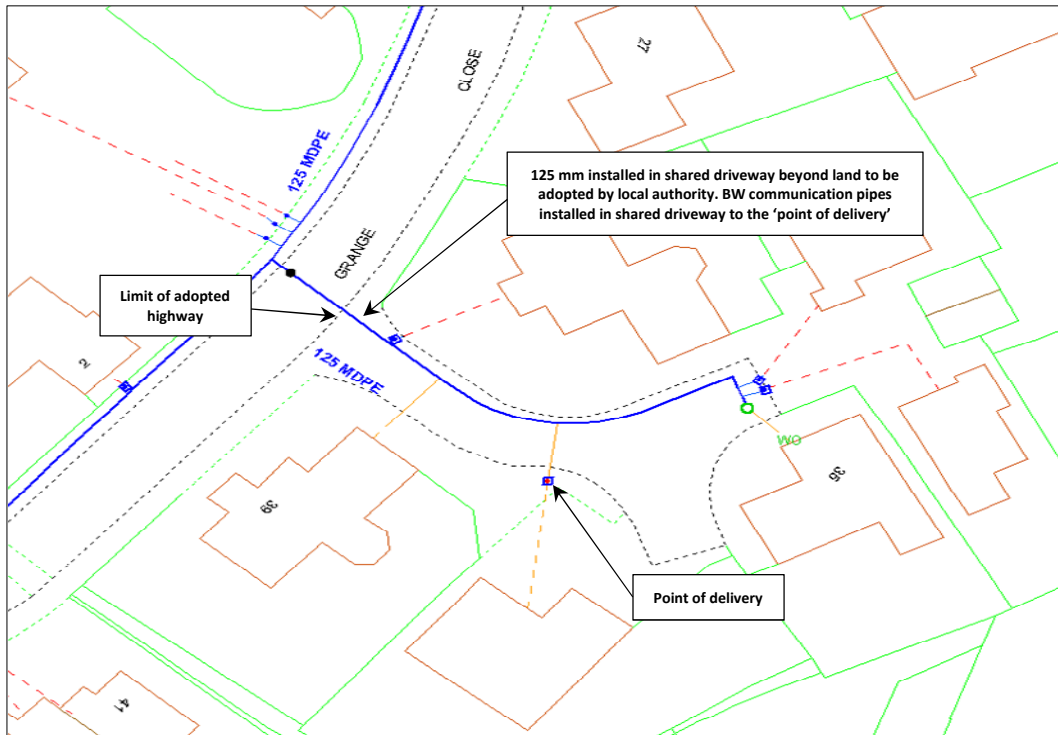 27
CLOSE
125 MDPE
125 mm installed in shared driveway beyond land to be
adopted by local authority. BW communication pipes
installed in shared driveway to the ‘point of delivery’
GRANGE
Limit of adopted
highway
2
125 MDPE
WO
35
39
Point of delivery
41